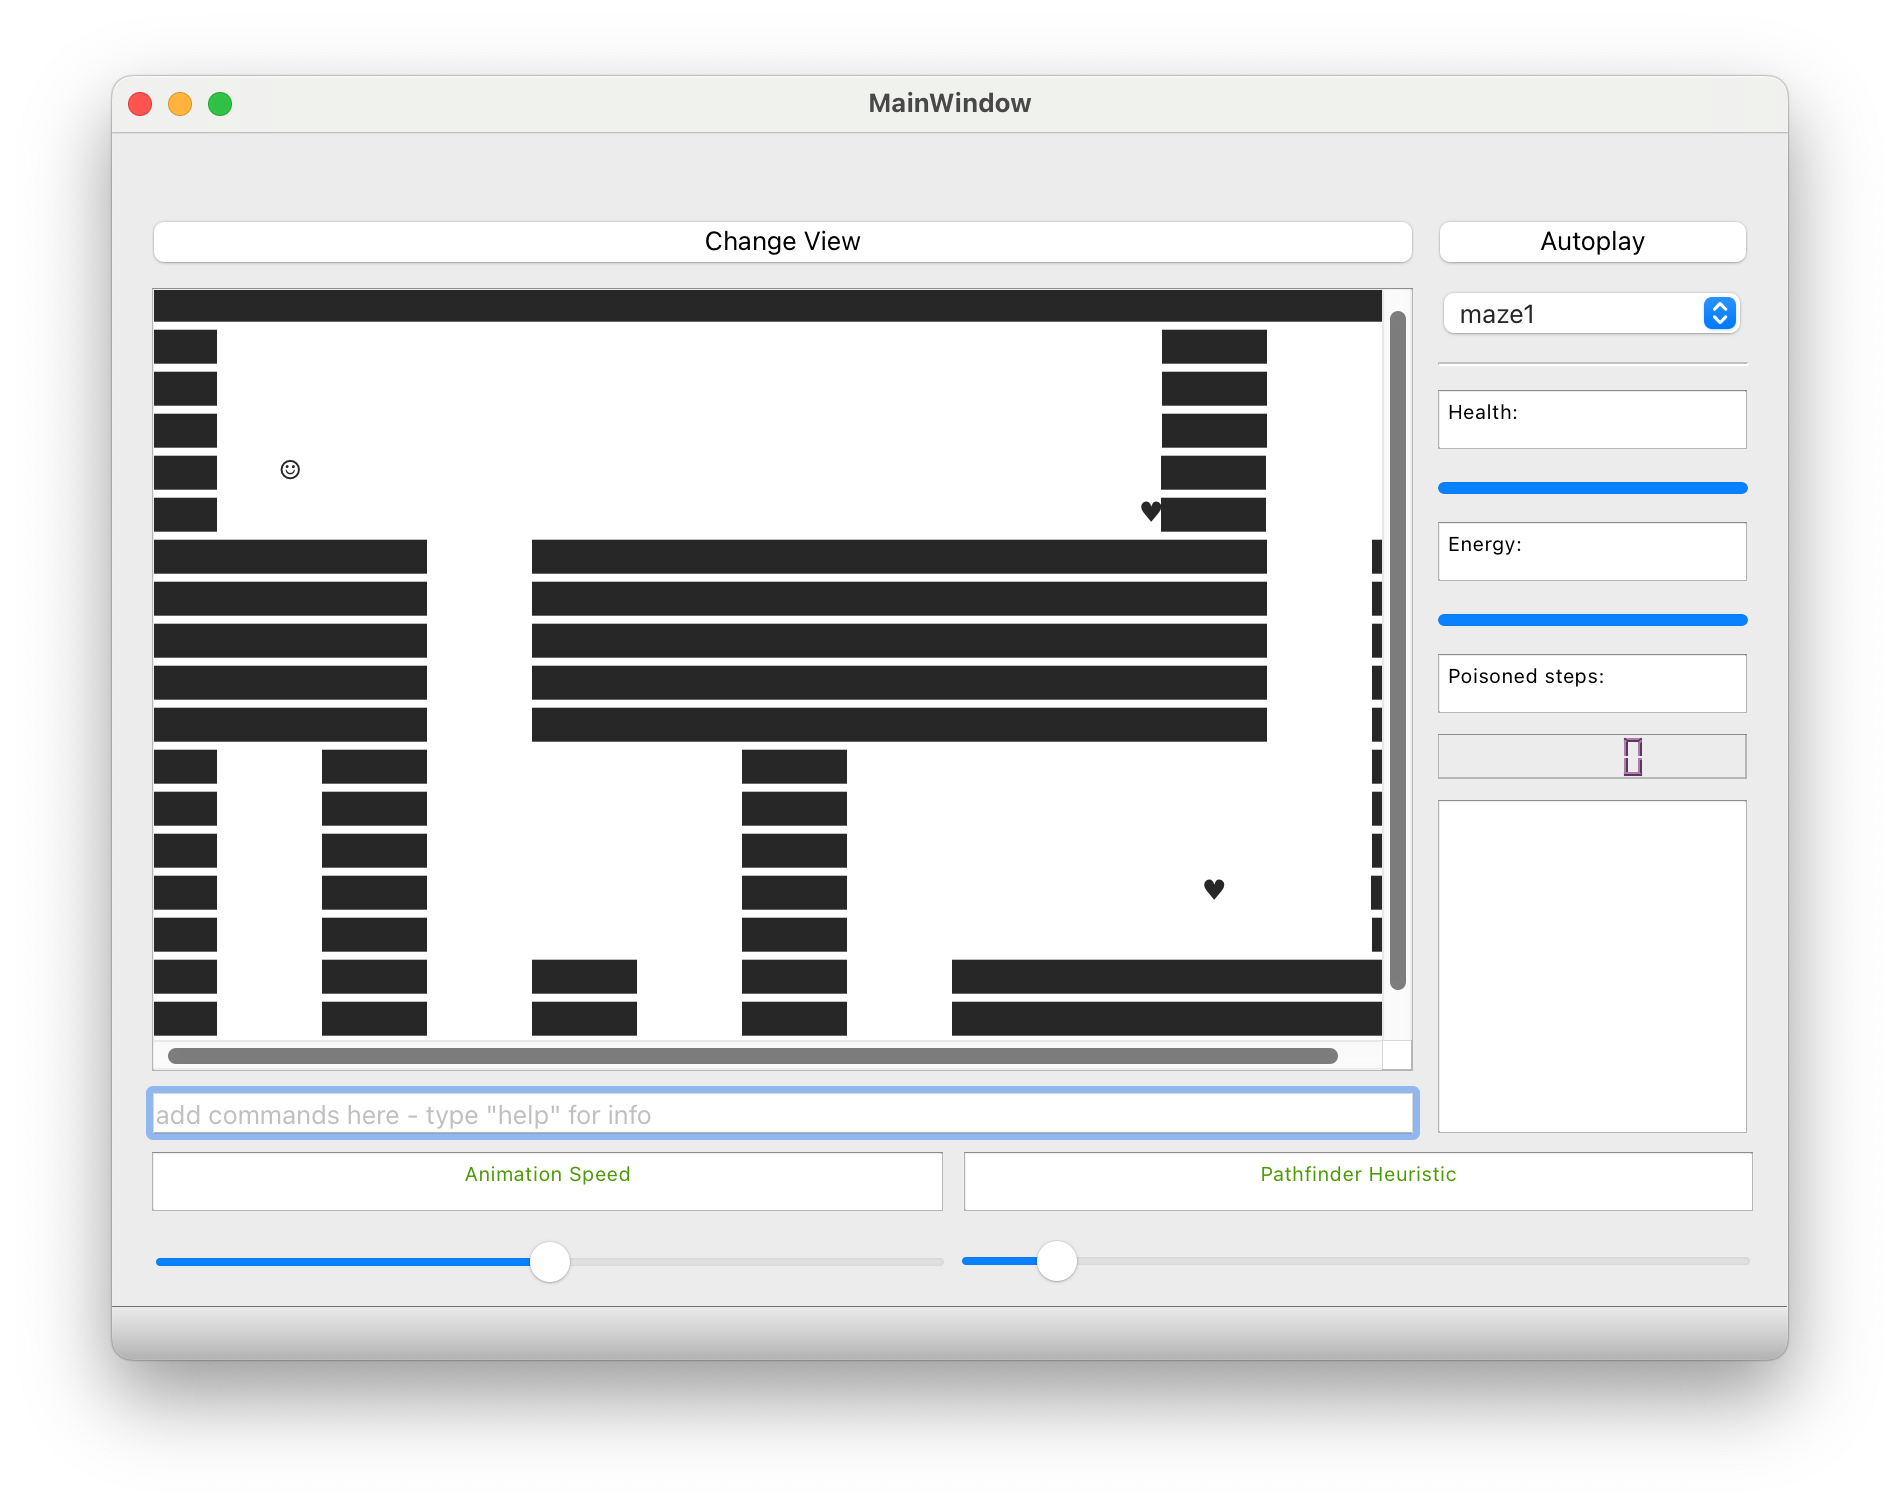 MainWindow
Change View
Autoplay
maze1
Health:
☺
♥
Energy:
Poisoned steps:
♥
add commands here - type "help" for info
Animation Speed
Pathfinder Heuristic